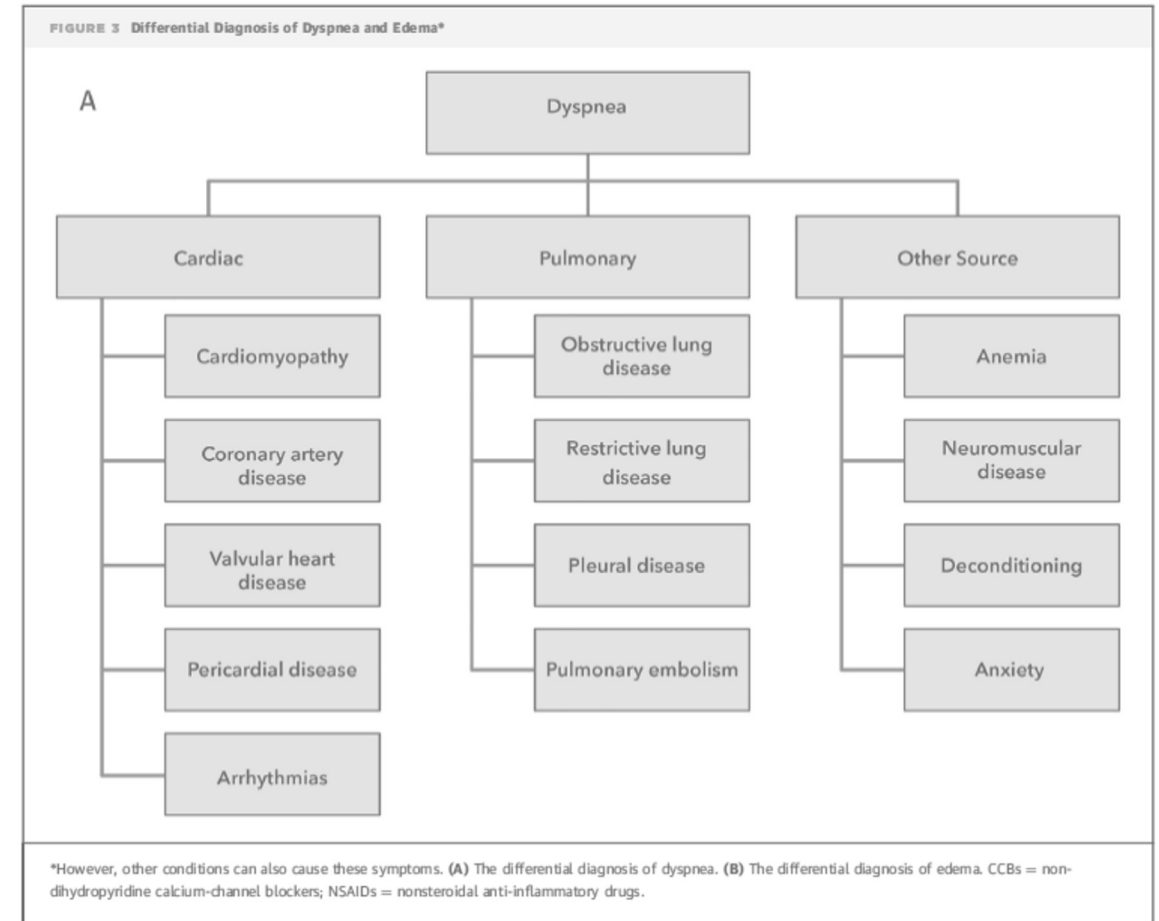 FIGURE 3 Differential Diagnosis of Dyspnea and Edema*
A
Dyspnea
Cardiac
Cardiomyopathy
Coronary artery
disease
Valvular heart
disease
Pericardial disease
Arrhythmias
Pulmonary
Obstructive lung
disease
Restrictive lung
disease
Pleural disease
Pulmonary embolism
Other Source
Anemia
Neuromuscular
disease
Deconditioning
Anxiety
*However, other conditions can also cause these symptoms. (A) The differential diagnosis of dyspnea. (B) The differential diagnosis of edema. CCBs = non-
dihydropyridine calcium-channel blockers; NSAIDs = nonsteroidal anti-inflammatory drugs.